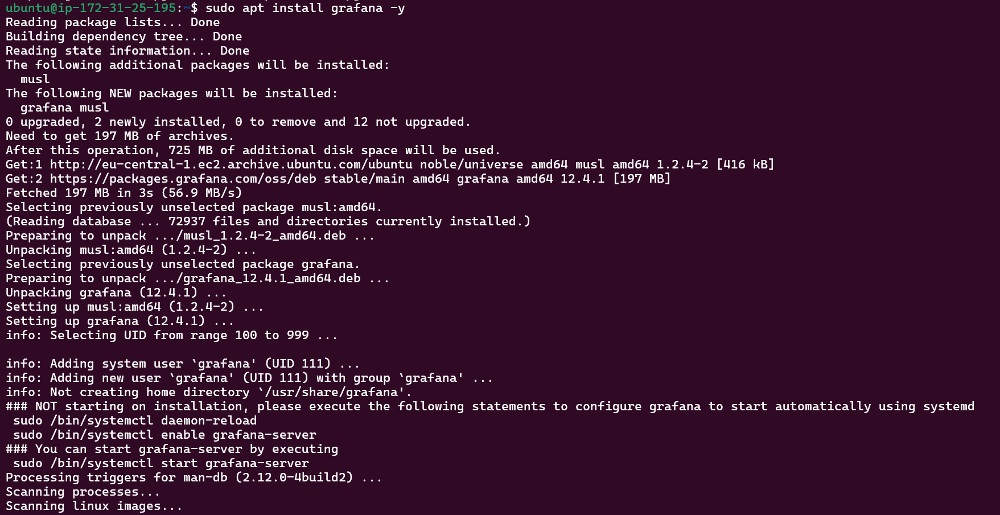 ubuntu@ip-172-31-25-195:~$ sudo apt install grafana -y
Reading package lists... Done
Building dependency tree... Done
Reading state information... Done
The following additional packages will be installed:
  musl
The following NEW packages will be installed:
  grafana musl
0 upgraded, 2 newly installed, 0 to remove and 12 not upgraded.
Need to get 197 MB of archives.
After this operation, 725 MB of additional disk space will be used.
Get:1 http://eu-central-1.ec2.archive.ubuntu.com/ubuntu noble/universe amd64 musl amd64 1.2.4-2 [416 kB]
Get:2 https://packages.grafana.com/oss/deb stable/main amd64 grafana amd64 12.4.1 [197 MB]
Fetched 197 MB in 3s (56.9 MB/s)
Selecting previously unselected package musl:amd64.
(Reading database ... 72937 files and directories currently installed.)
Preparing to unpack .../musl_1.2.4-2_amd64.deb ...
Unpacking musl:amd64 (1.2.4-2) ...
Selecting previously unselected package grafana.
Preparing to unpack .../grafana_12.4.1_amd64.deb ...
Unpacking grafana (12.4.1) ...
Setting up musl:amd64 (1.2.4-2) ...
Setting up grafana (12.4.1) ...
info: Selecting UID from range 100 to 999 ...

info: Adding system user `grafana' (UID 111) ...
info: Adding new user `grafana' (UID 111) with group `grafana' ...
info: Not creating home directory `/usr/share/grafana'.
### NOT starting on installation, please execute the following statements to configure grafana to start automatically using systemd
 sudo /bin/systemctl daemon-reload
 sudo /bin/systemctl enable grafana-server
### You can start grafana-server by executing
 sudo /bin/systemctl start grafana-server
Processing triggers for man-db (2.12.0-4build2) ...
Scanning processes...
Scanning linux images...